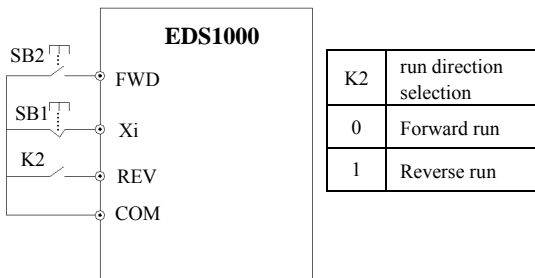 EDS1000
SB2
FWD
SB1
Xi
K2
REV
COM
K2 run direction
selection
0 Forward run
1 Reverse run